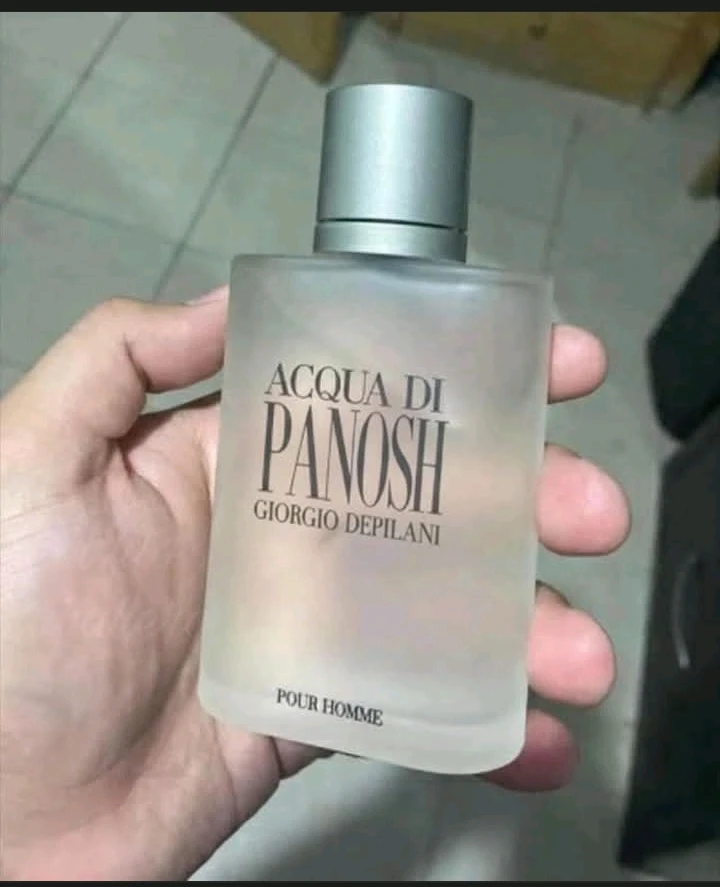 ACQUA DI
PANOSH
GIORGIO DEPILANI
POUR HOMME